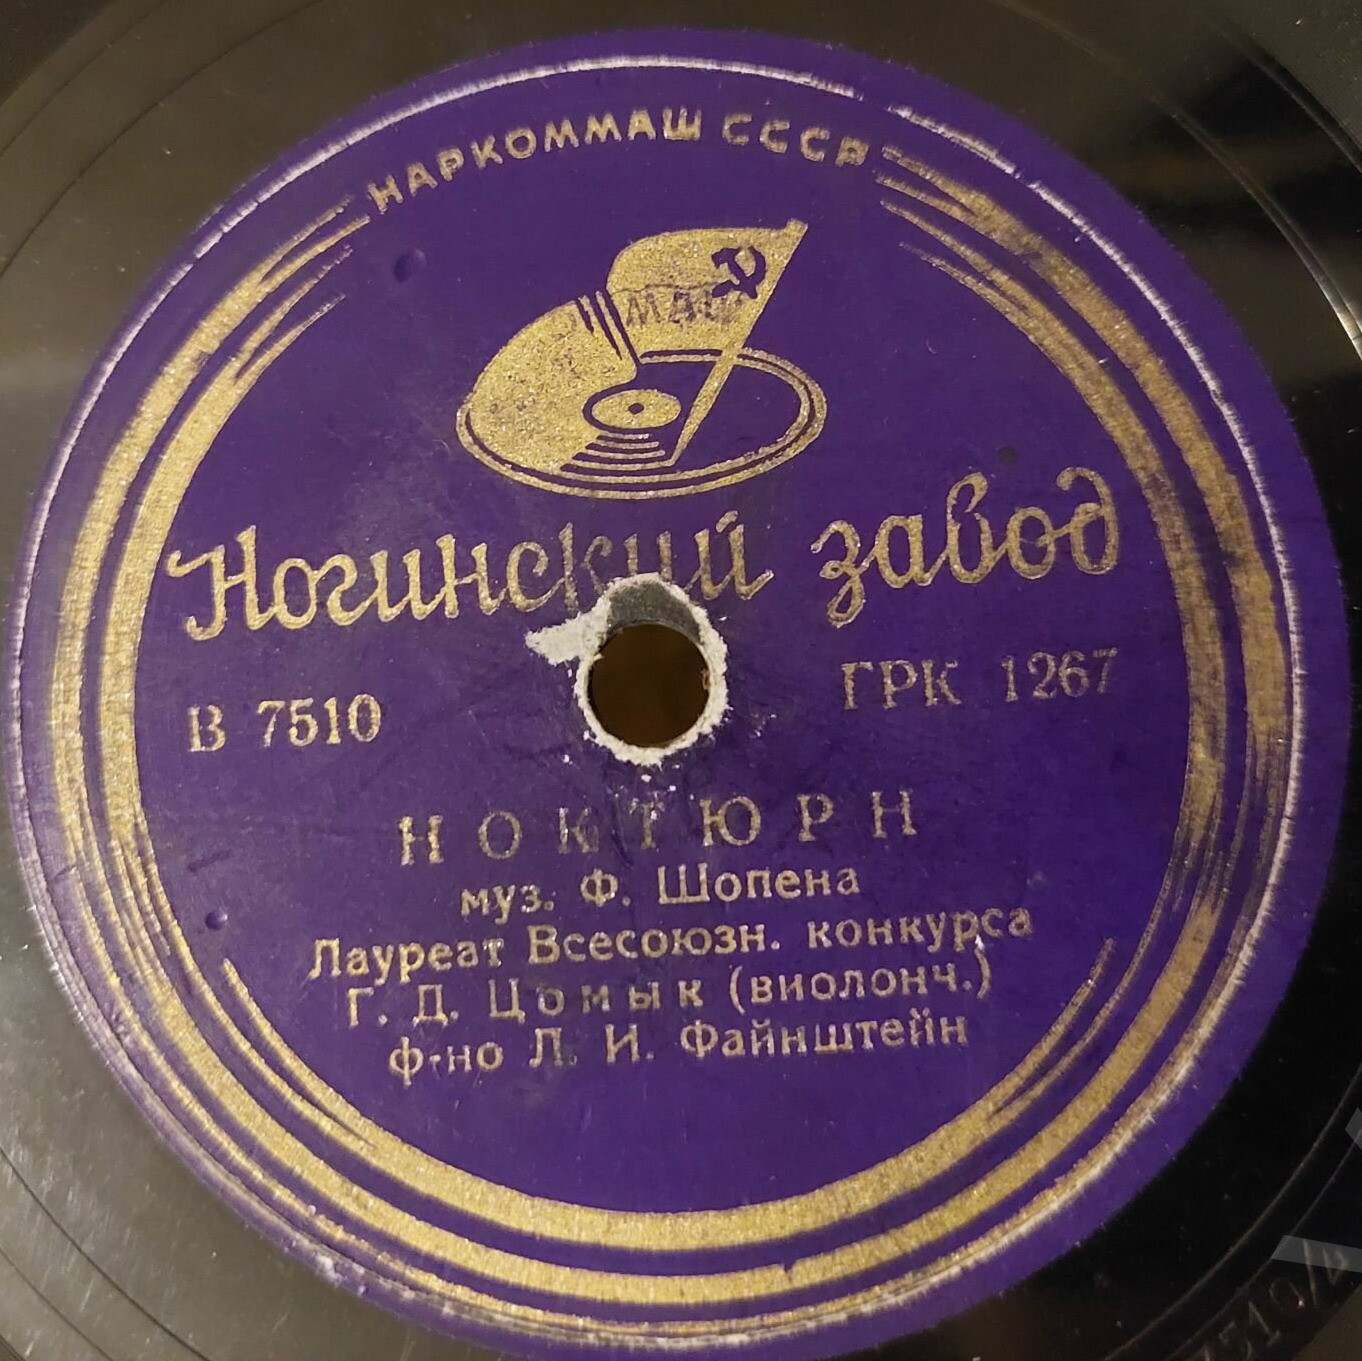 НАРКОММАШ СССР
Ногинский завод
В 7510
ГРК 1267
НОКТЮРН
муз. Ф. Шопена
Лауреат Всесоюзн. конкурса
Г. Д. Цомык (виолонч.)
ф-но Л. И. Файнштейн